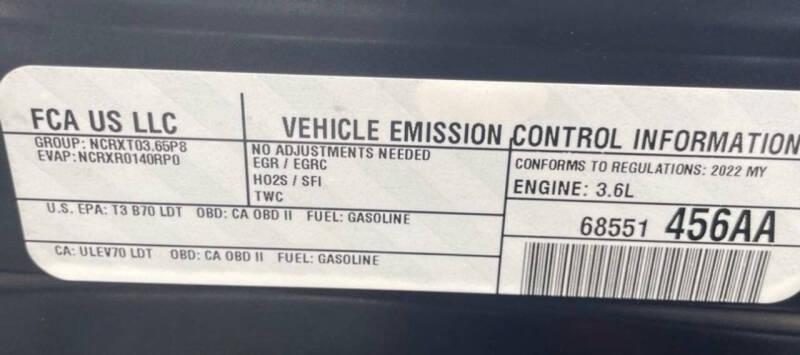 FCA US LLC
GROUP: NCRXT03.65P8
EVAP: NCRXR0140RP0
VEHICLE EMISSION CONTROL INFORMATION
NO ADJUSTMENTS NEEDED
EGR / EGRC
HO2S / SFI
TWC
CONFORMS TO REGULATIONS: 2022 MY
ENGINE: 3.6L
U.S. EPA: T3 B70 LDT OBD: CA OBD II FUEL: GASOLINE
68551 456AA
CA: ULEV70 LDT OBD: CA OBD II FUEL: GASOLINE